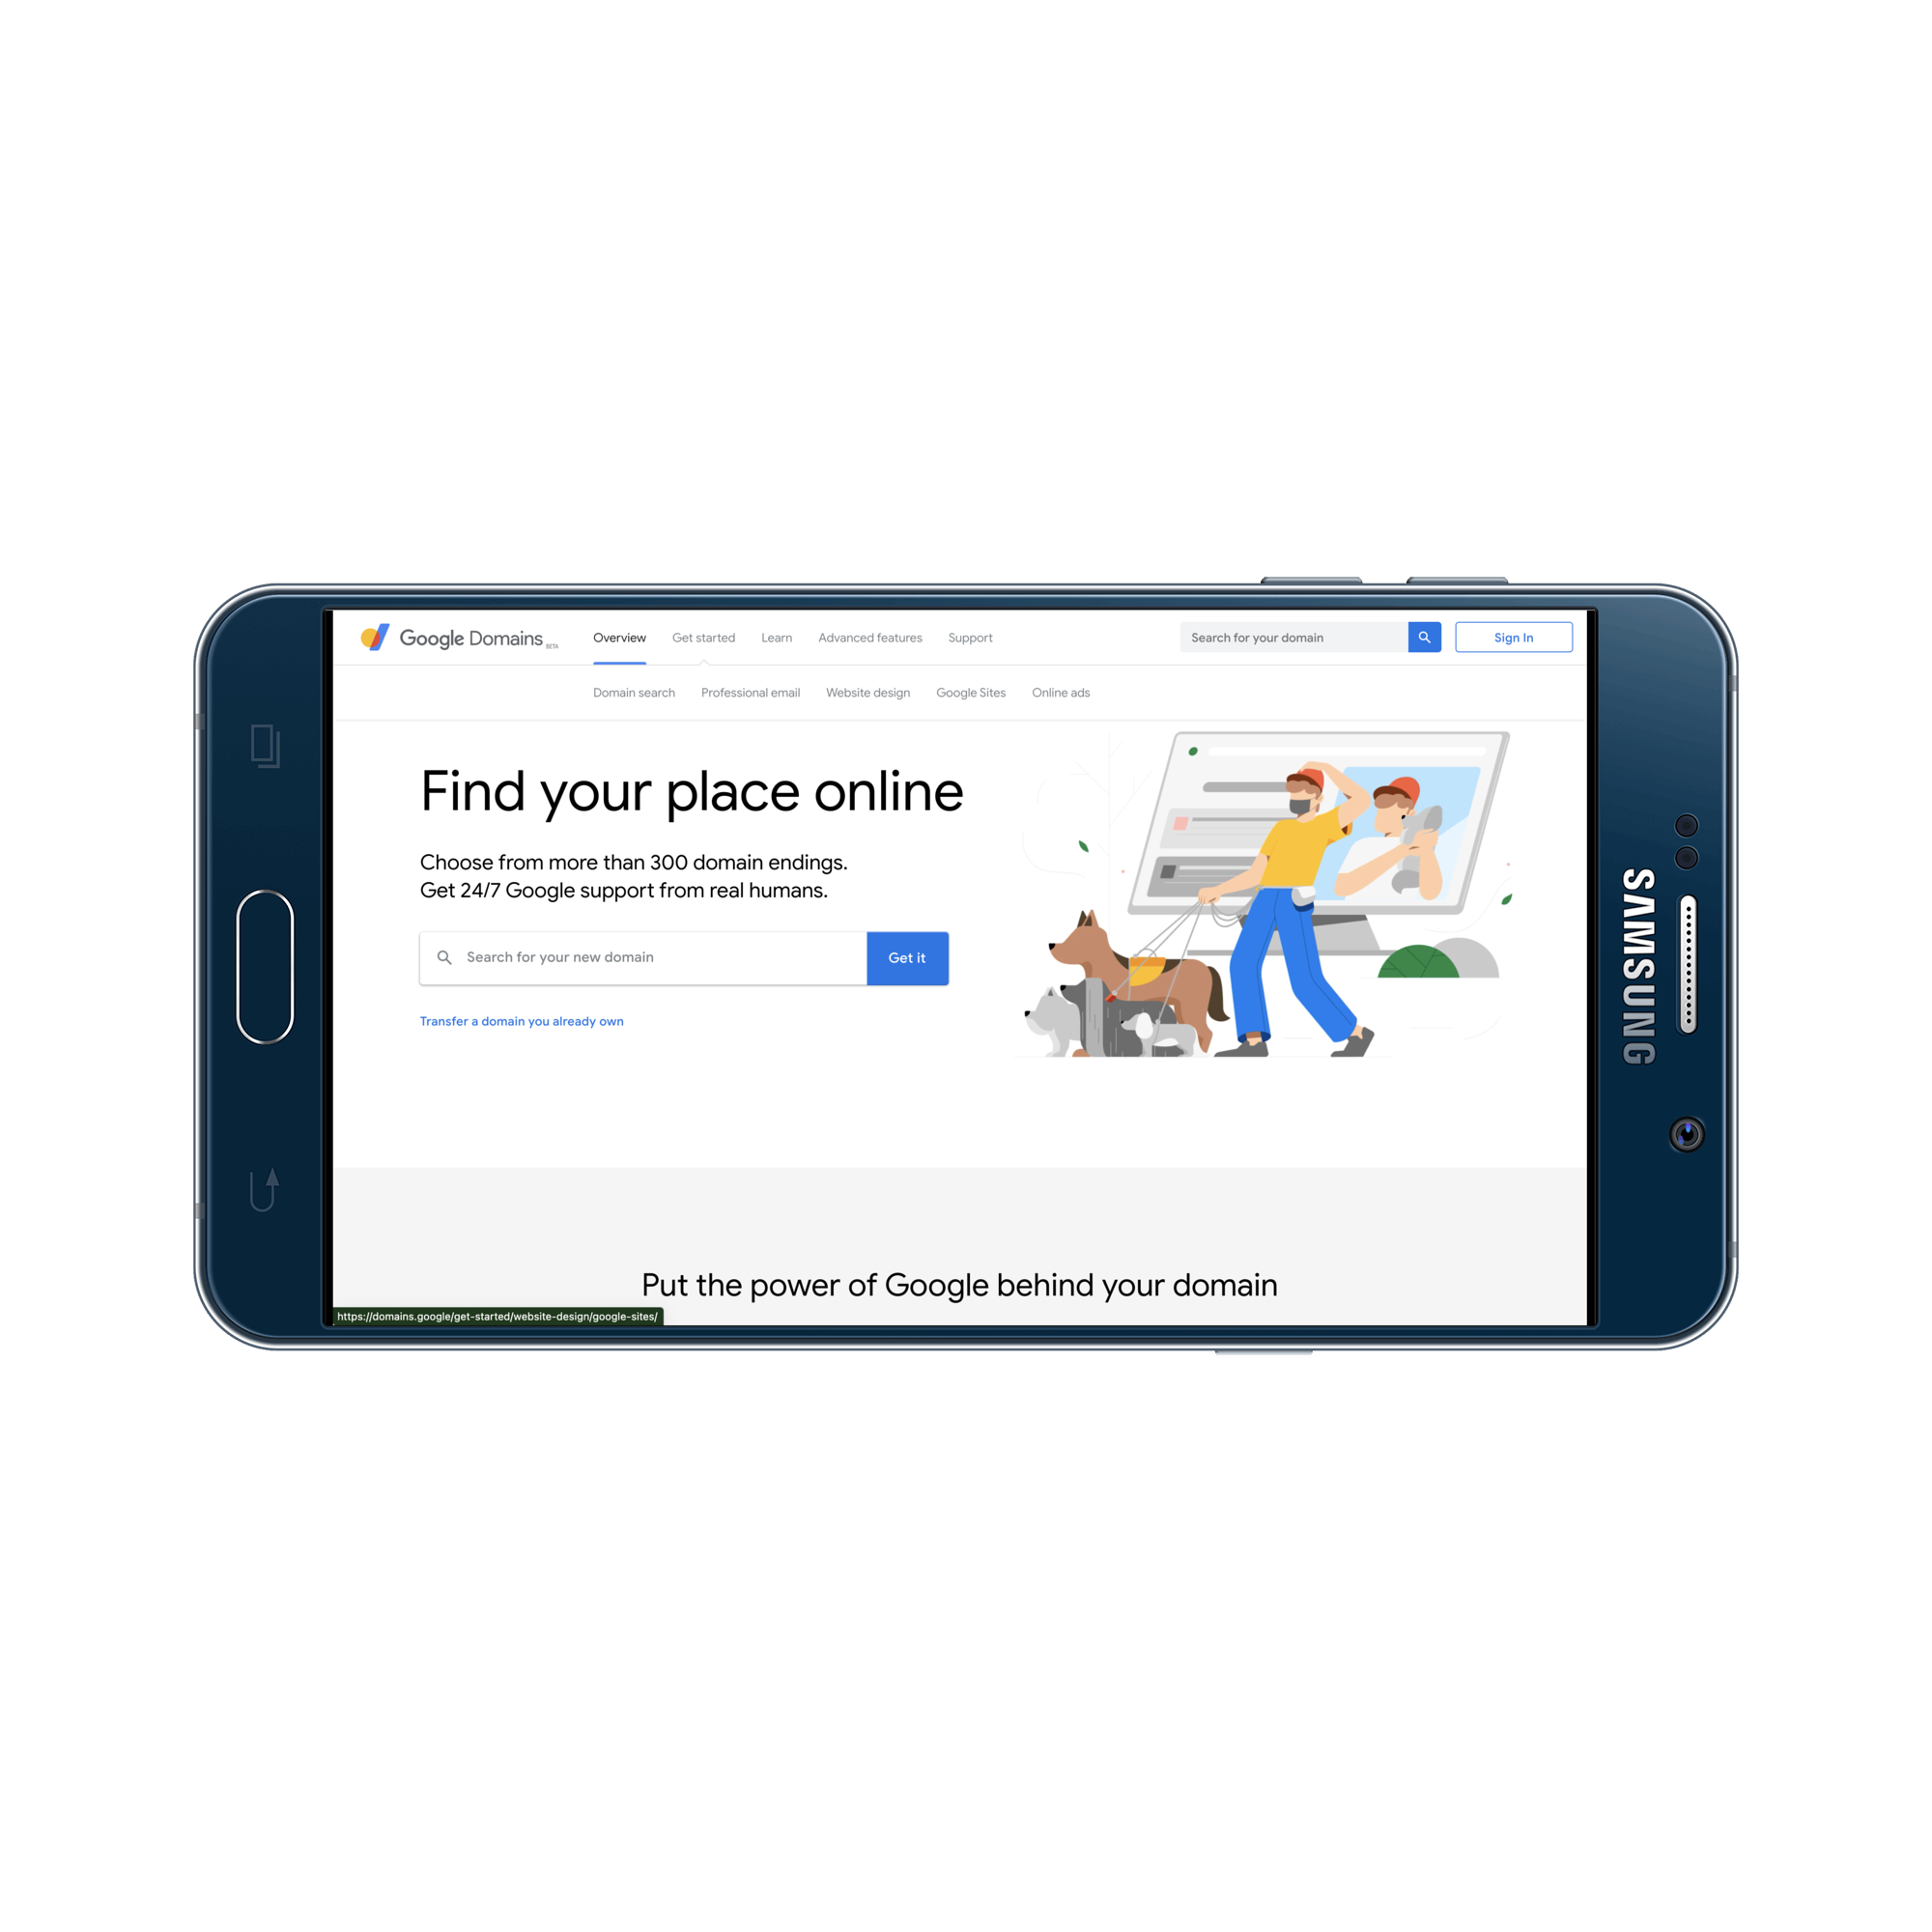 Google Domains BETA
Overview Get started Learn Advanced features Support
Search for your domain
Sign In
Domain search Professional email Website design Google Sites Online ads
Find your place online
Choose from more than 300 domain endings.
Get 24/7 Google support from real humans.
Search for your new domain
Get it
Transfer a domain you already own
Put the power of Google behind your domain
https://domains.google/get-started/website-design/google-sites/
SAMSUNG